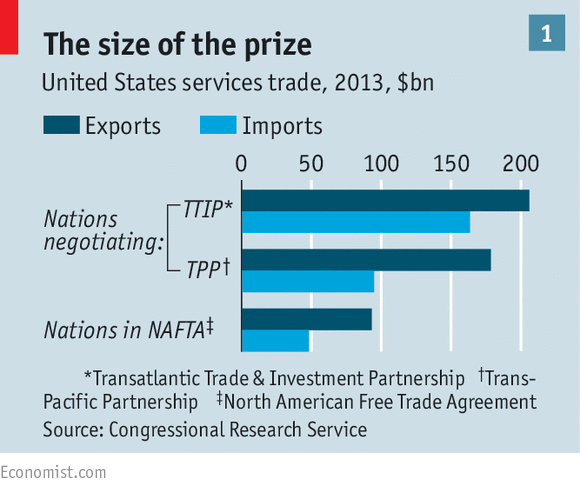 The size of the prize
1
United States services trade, 2013, $bn
Exports Imports
0 50 100 150 200
Nations negotiating:
TTIP*
TPP†
Nations in NAFTA‡
*Transatlantic Trade & Investment Partnership †Trans-
Pacific Partnership ‡North American Free Trade Agreement
Source: Congressional Research Service
Economist.com